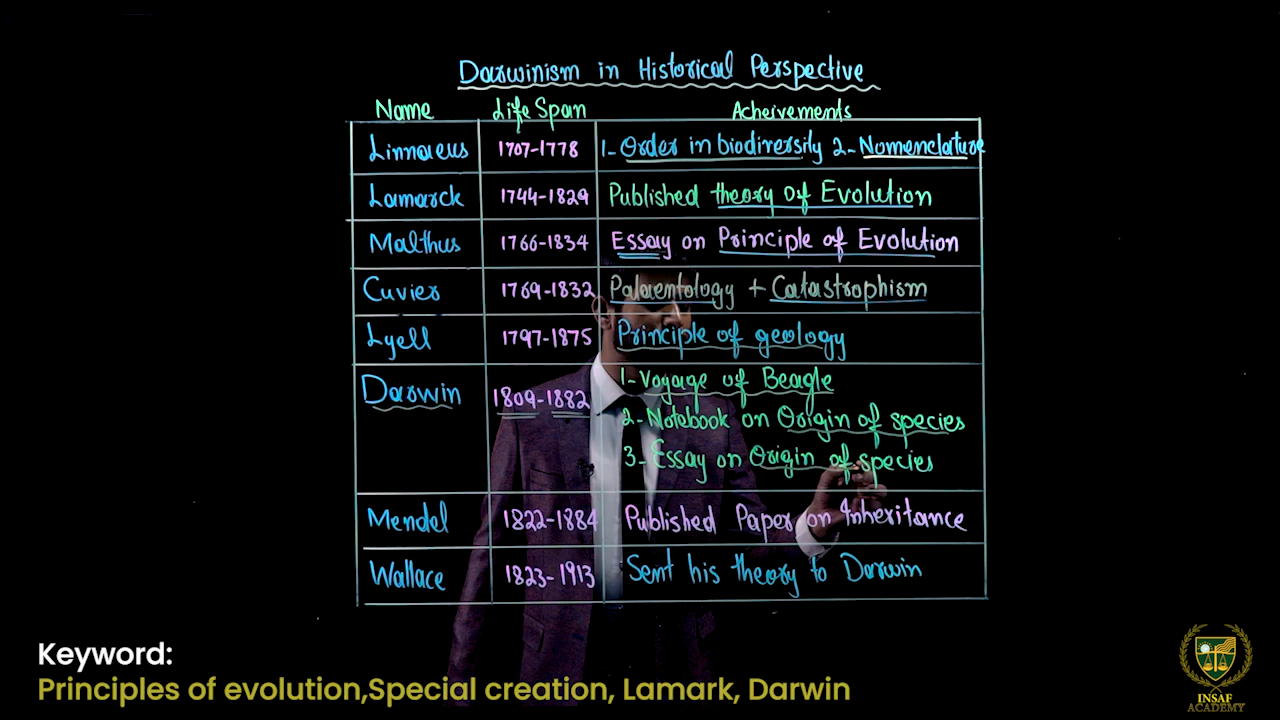 Darwinism in Historical Perspective
Name Life Span Acheivements
Linnaeus 1707-1778 1- Order in biodiversity 2- Nomenclature
Lamarck 1744-1829 Published theory of Evolution
Malthus 1766-1834 Essay on Principle of Evolution
Cuvier 1769-1832 Palaentology + Catastrophism
Lyell 1797-1875 Principle of geology
Darwin 1809-1882 1- Voyage of Beagle
2- Notebook on Origin of species
3- Essay on Origin of species
Mendel 1822-1884 Published Paper on Inheritance
Wallace 1823-1913 Sent his theory to Darwin
Keyword:
Principles of evolution,Special creation, Lamark, Darwin
INSAF
ACADEMY